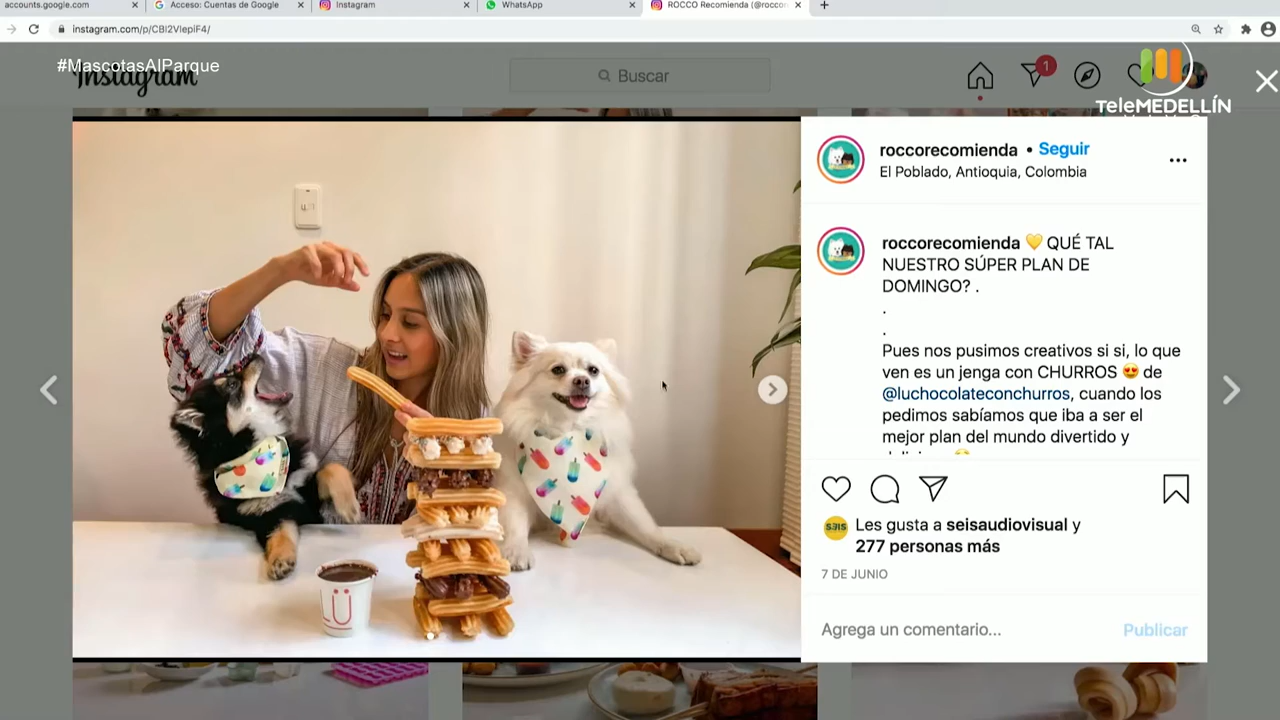 accounts.google.com
Acceso: Cuentas de Google
Instagram
WhatsApp
ROCCO Recomienda (@rocco
instagram.com/p/CBI2VIepIF4/
#MascotasAlParque
Instagram
Buscar
1
TeleMEDELLÍN
roccorecomienda • Seguir
El Poblado, Antioquia, Colombia
roccorecomienda 💛 QUÉ TAL
NUESTRO SÚPER PLAN DE
DOMINGO? .
.
.
Pues nos pusimos creativos si si, lo que
ven es un jenga con CHURROS 😍 de
@luchocolateconchurros, cuando los
pedimos sabíamos que iba a ser el
mejor plan del mundo divertido y
LÜ
Les gusta a seisaudiovisual y
277 personas más
7 DE JUNIO
Agrega un comentario...
Publicar